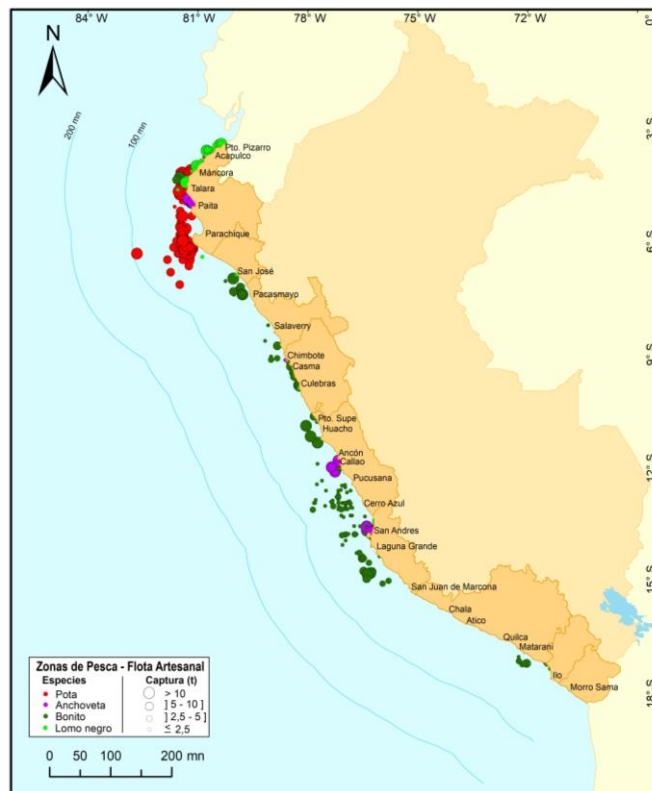 84° W
81° W
78° W
75° W
72° W
0°
N
200 mn
100 mn
3°S
Pto. Pizarro
Acapulco
Máncora
Talara
Paita
Parachique
6°S
San José
Pacasmayo
Salaverry
9°S
Chimbote
Casma
Culebras
Pto. Supe
Huacho
12°S
Ancón
Callao
Pucusana
Cerro Azul
San Andres
Laguna Grande
15°S
San Juan de Marcona
Chala
Atico
Quilca
Matarani
Ilo
Morro Sama
18°S
Zonas de Pesca - Flota Artesanal
Especies Captura (t)
Pota > 10
Anchoveta ] 5 - 10 ]
Bonito ] 2,5 - 5 ]
Lomo negro ≤ 2,5
0 50 100 200 mn